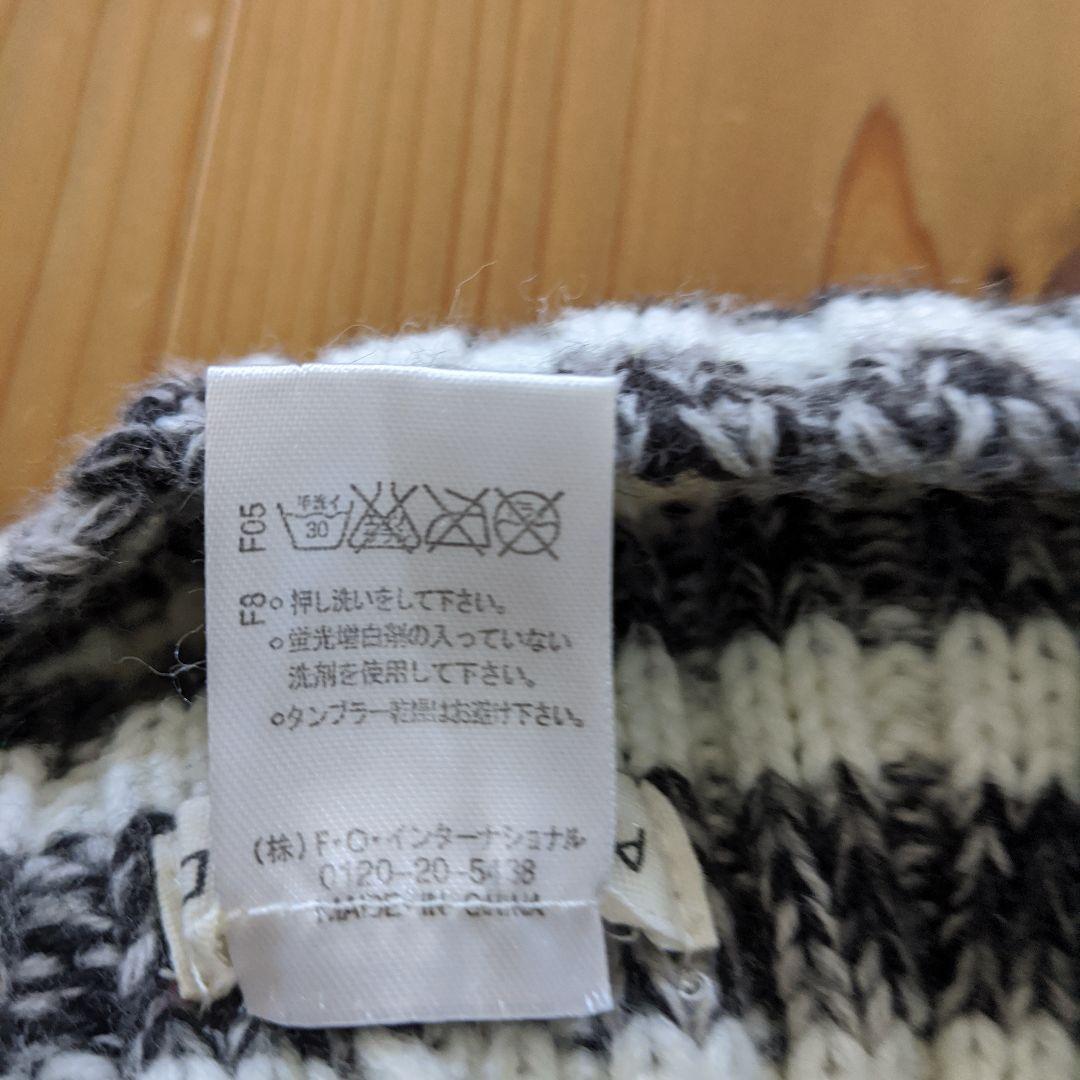 F05
手洗イ
30
F8
○押し洗いをして下さい。
○蛍光増白剤の入っていない
洗剤を使用して下さい。
○タンブラー乾燥はお避け下さい。
(株)F・O・インターナショナル
0120-20-5438
MADE IN CHINA
P